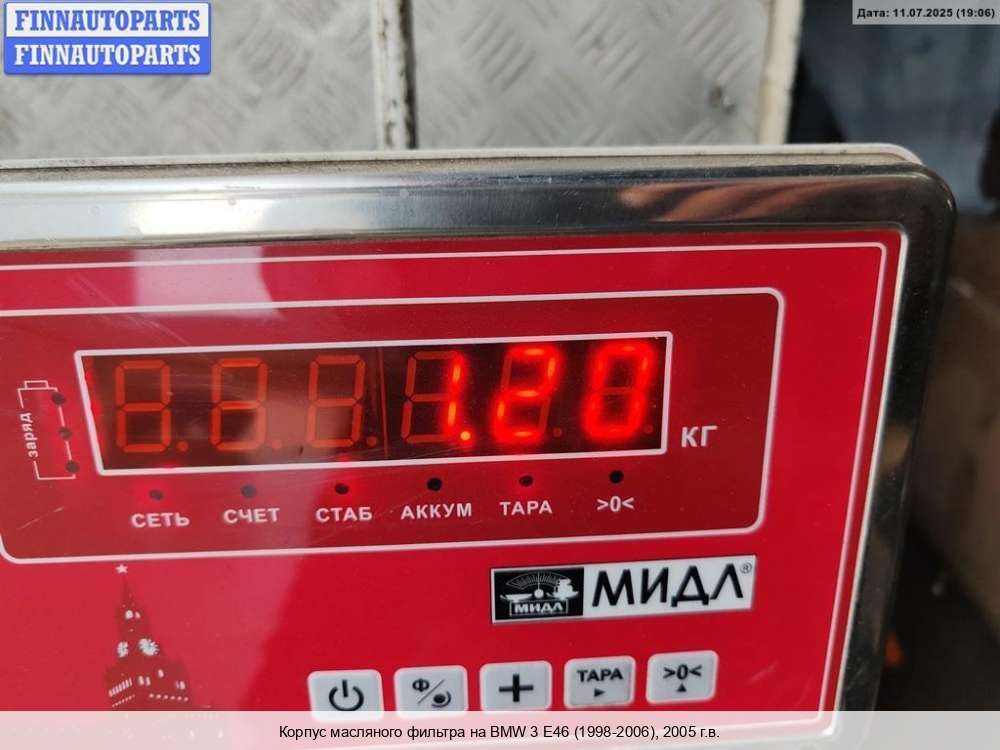 FINNAUTOPARTS
FINNAUTOPARTS
Дата: 11.07.2025 (19:06)
1.20
КГ
заряд
СЕТЬ СЧЕТ СТАБ АККУМ ТАРА >0<
МИДЛ МИДЛ®
Ф/ + ТАРА >0<
Корпус масляного фильтра на BMW 3 E46 (1998-2006), 2005 г.в.